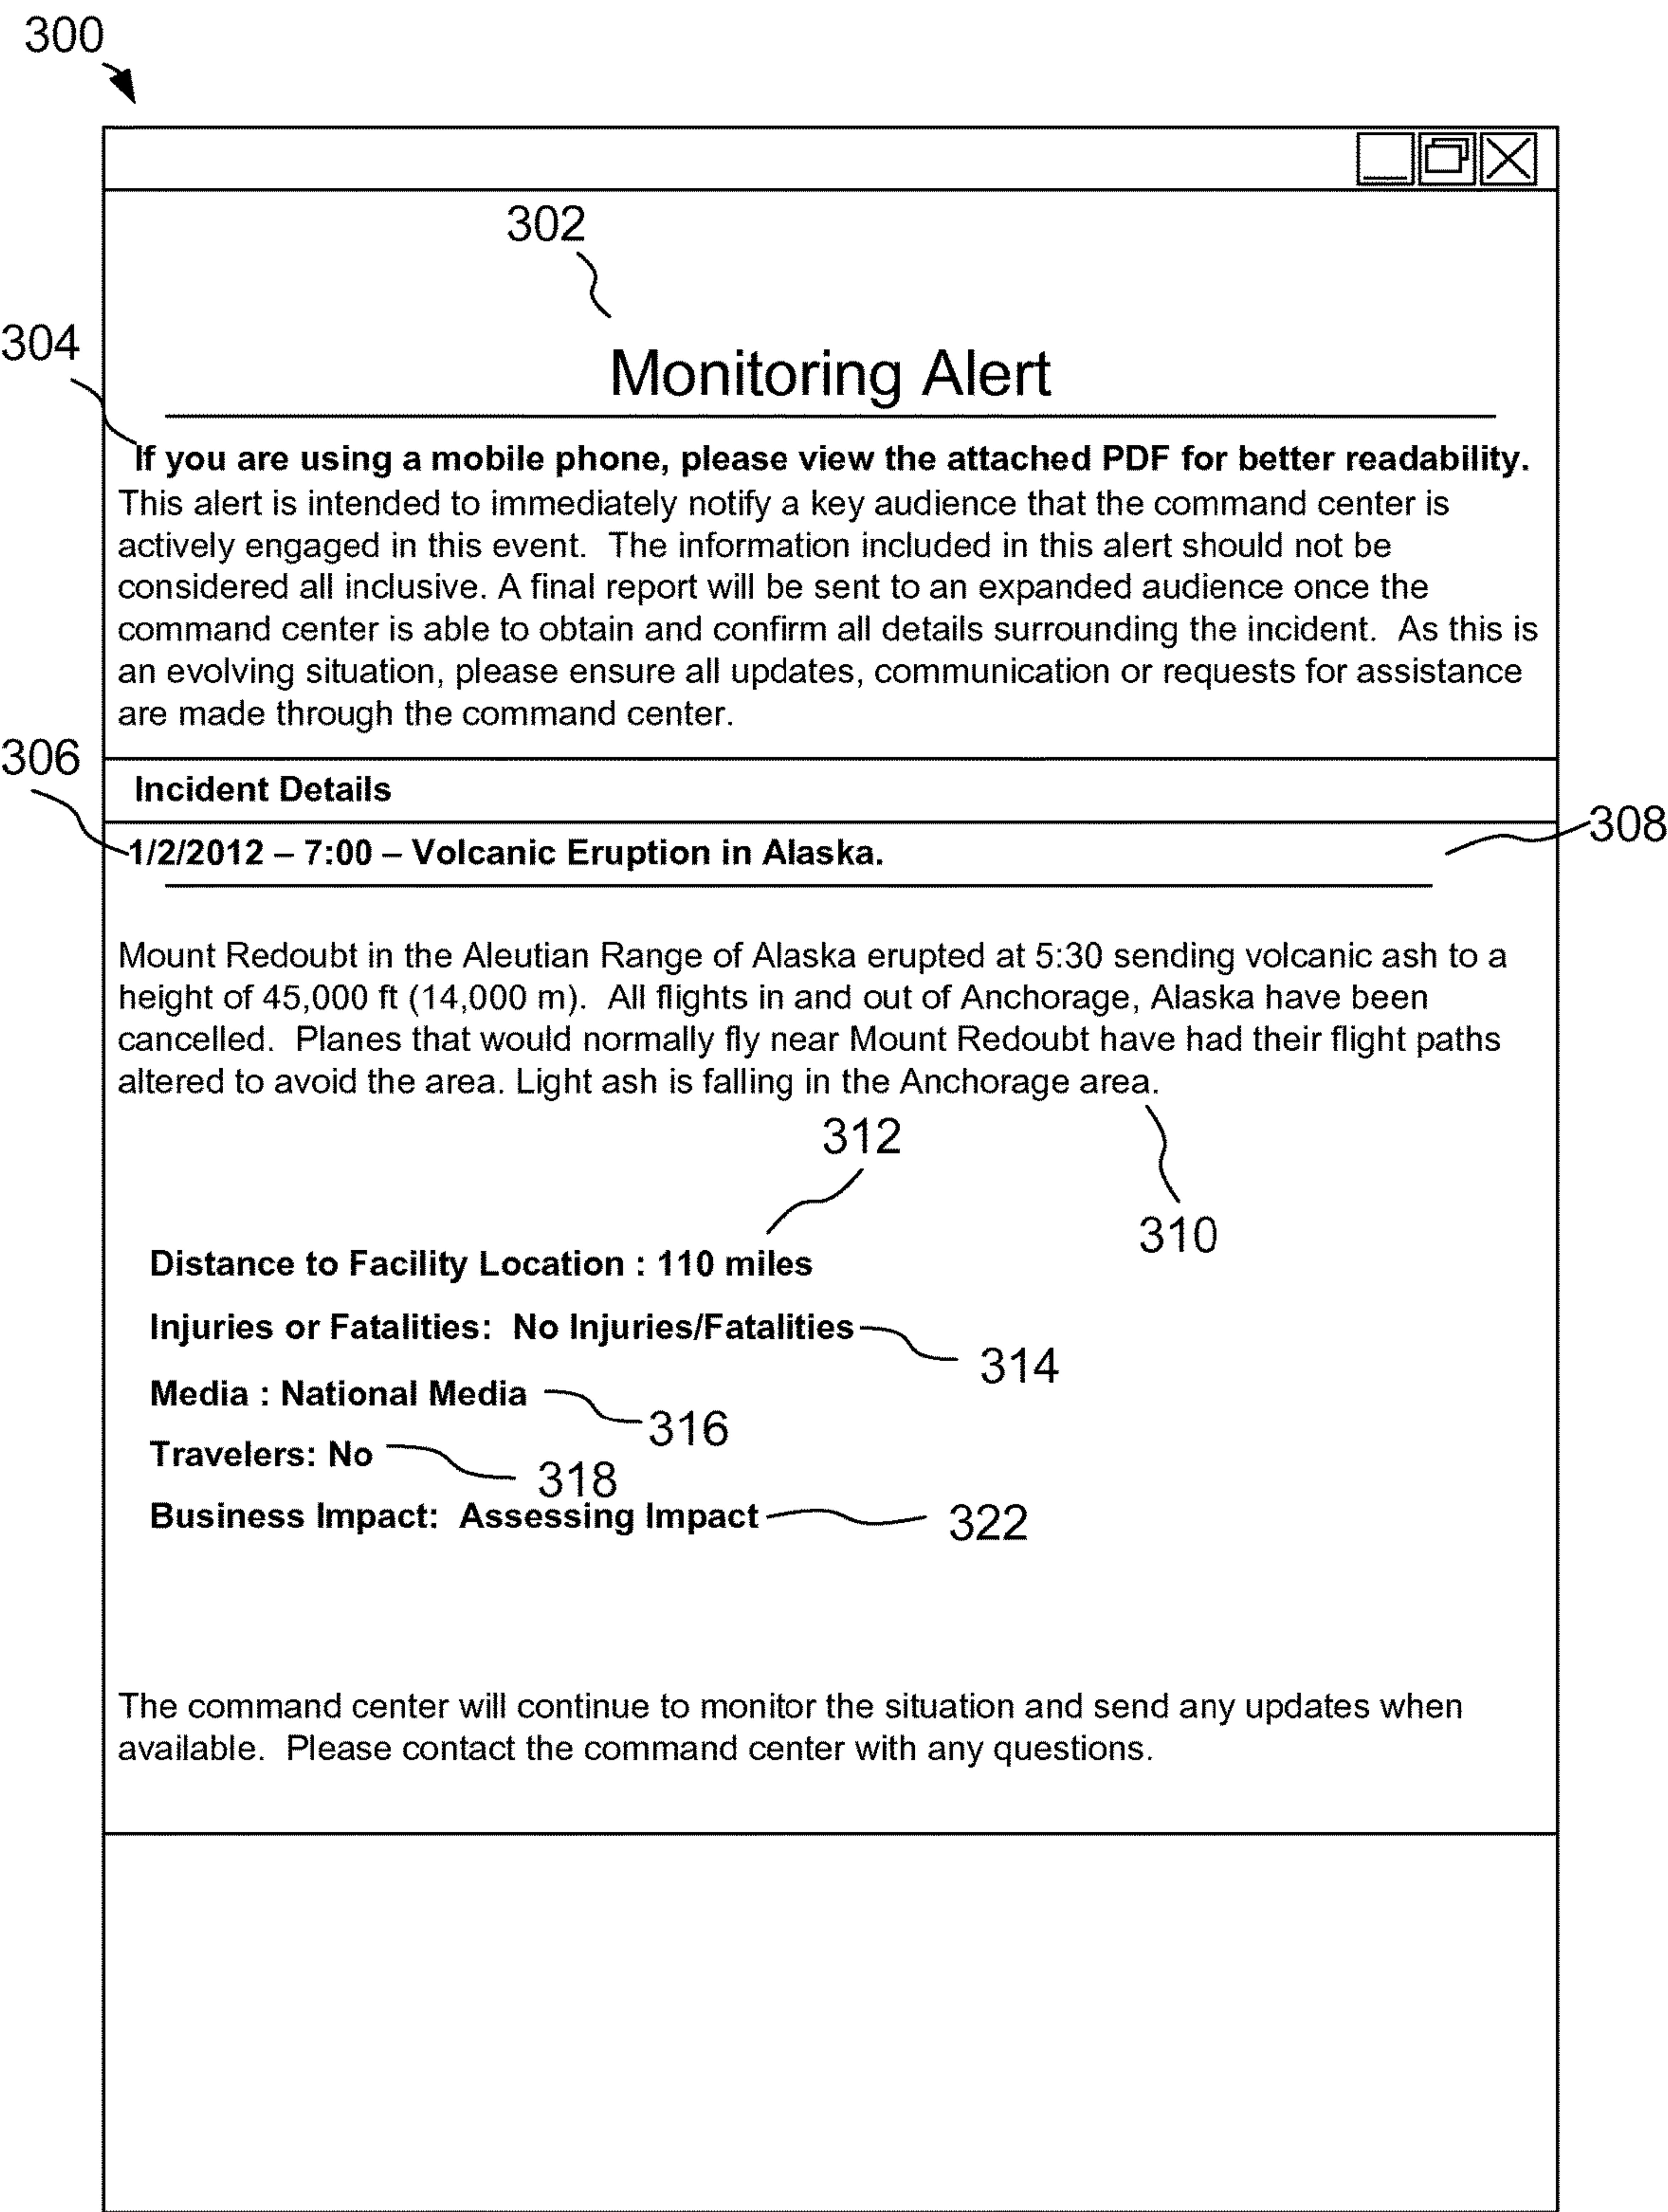 300
302
304
Monitoring Alert
If you are using a mobile phone, please view the attached PDF for better readability.
This alert is intended to immediately notify a key audience that the command center is
actively engaged in this event.  The information included in this alert should not be
considered all inclusive. A final report will be sent to an expanded audience once the
command center is able to obtain and confirm all details surrounding the incident.  As this is
an evolving situation, please ensure all updates, communication or requests for assistance
are made through the command center.
306
Incident Details
308
1/2/2012 – 7:00 – Volcanic Eruption in Alaska.
Mount Redoubt in the Aleutian Range of Alaska erupted at 5:30 sending volcanic ash to a
height of 45,000 ft (14,000 m).  All flights in and out of Anchorage, Alaska have been
cancelled.  Planes that would normally fly near Mount Redoubt have had their flight paths
altered to avoid the area. Light ash is falling in the Anchorage area.
312
310
Distance to Facility Location : 110 miles
Injuries or Fatalities:  No Injuries/Fatalities
314
Media : National Media
316
Travelers: No
318
Business Impact:  Assessing Impact
322
The command center will continue to monitor the situation and send any updates when
available.  Please contact the command center with any questions.